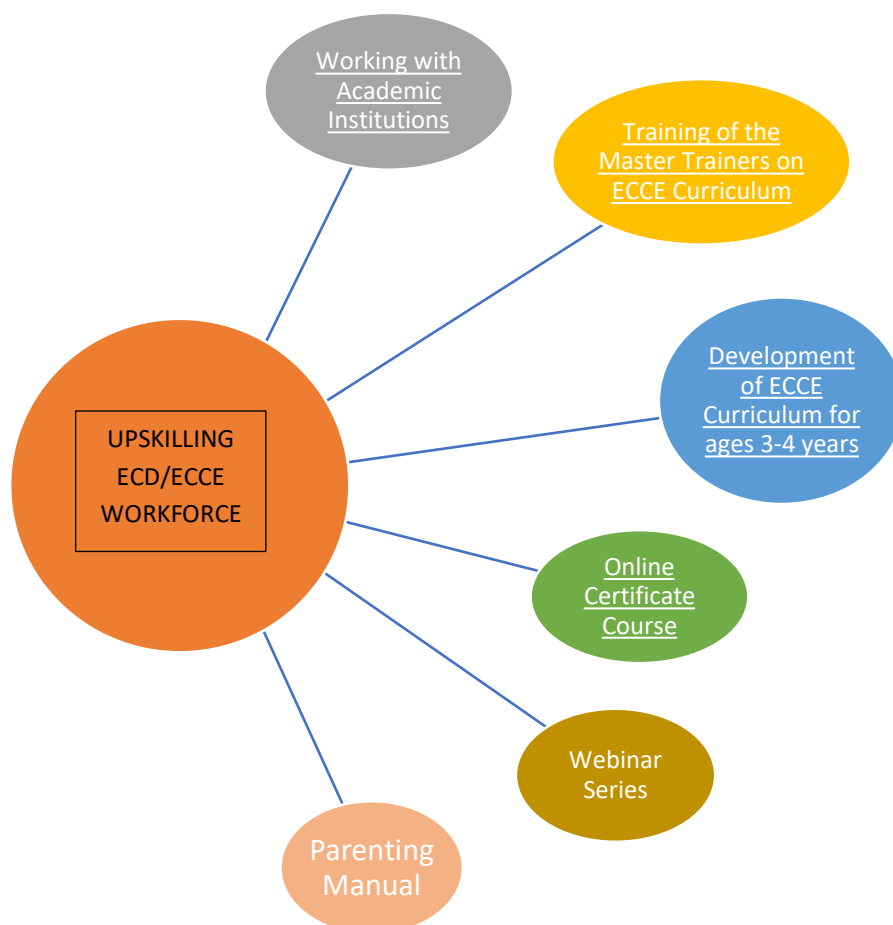 Working with
Academic
Institutions
Training of the
Master Trainers on
ECCE Curriculum
Development
of ECCE
Curriculum for
ages 3-4 years
UPSKILLING
ECD/ECCE
WORKFORCE
Online
Certificate
Course
Webinar
Series
Parenting
Manual